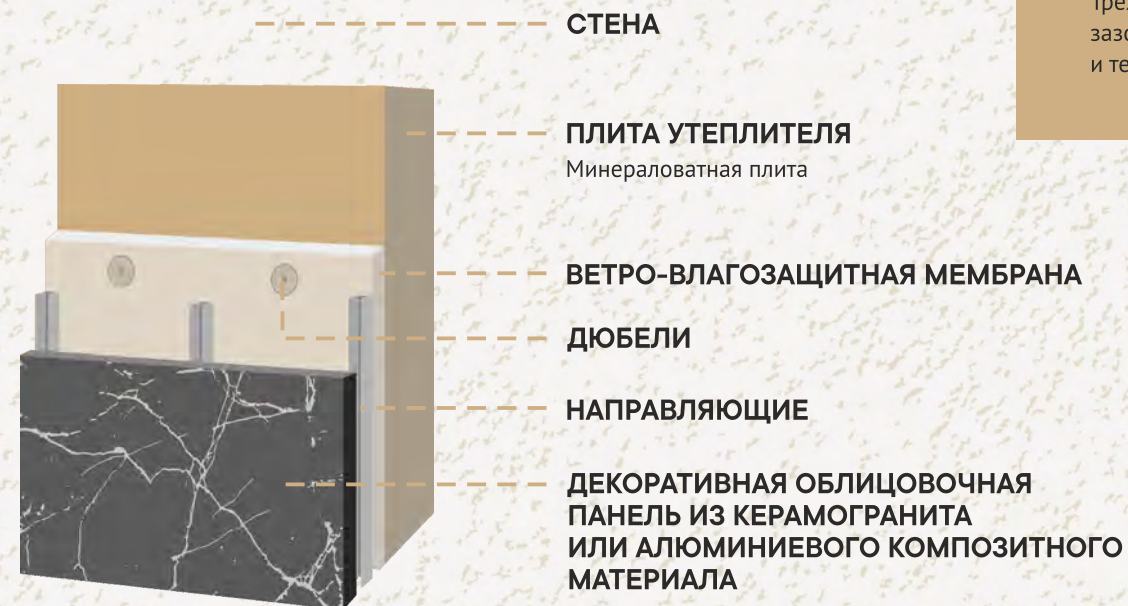 СТЕНА
ПЛИТА УТЕПЛИТЕЛЯ
Минераловатная плита
ВЕТРО-ВЛАГОЗАЩИТНАЯ МЕМБРАНА
ДЮБЕЛИ
НАПРАВЛЯЮЩИЕ
ДЕКОРАТИВНАЯ ОБЛИЦОВОЧНАЯ
ПАНЕЛЬ ИЗ КЕРАМОГРАНИТА
ИЛИ АЛЮМИНИЕВОГО КОМПОЗИТНОГО
МАТЕРИАЛА
и